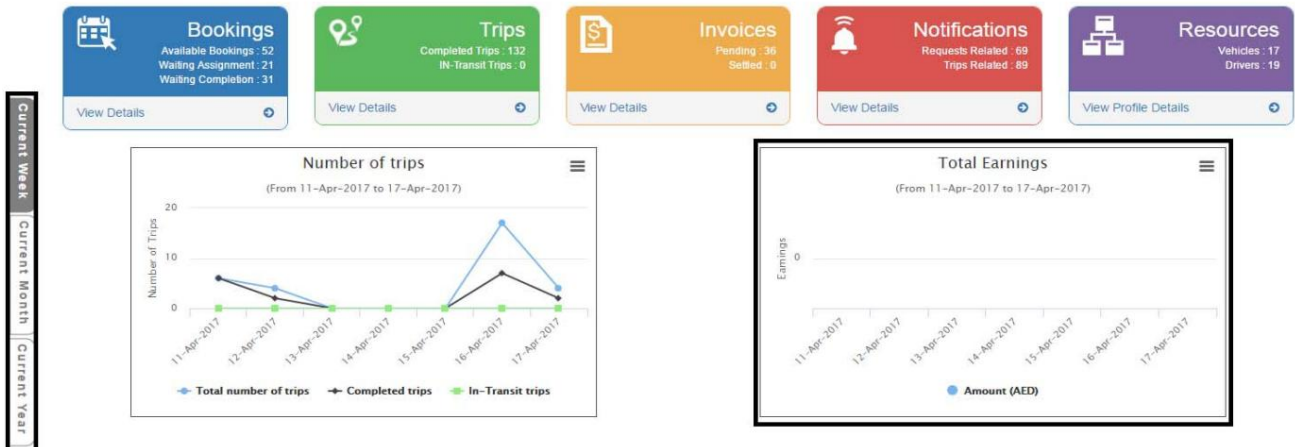 Bookings
Available Bookings : 52
Waiting Assignment : 21
Waiting Completion : 31
View Details
Trips
Completed Trips : 132
IN-Transit Trips : 0
View Details
Invoices
Pending : 36
Settled : 0
View Details
Notifications
Requests Related : 69
Trips Related : 89
View Details
Resources
Vehicles : 17
Drivers : 19
View Profile Details
Current Week
Current Month
Current Year
Number of trips
(From 11-Apr-2017 to 17-Apr-2017)
Number of Trips
20
10
0
11-Apr-2017
12-Apr-2017
13-Apr-2017
14-Apr-2017
15-Apr-2017
16-Apr-2017
17-Apr-2017
Total number of trips Completed trips In-Transit trips
Total Earnings
(From 11-Apr-2017 to 17-Apr-2017)
Earnings
0
11-Apr-2017
12-Apr-2017
13-Apr-2017
14-Apr-2017
15-Apr-2017
16-Apr-2017
17-Apr-2017
Amount (AED)